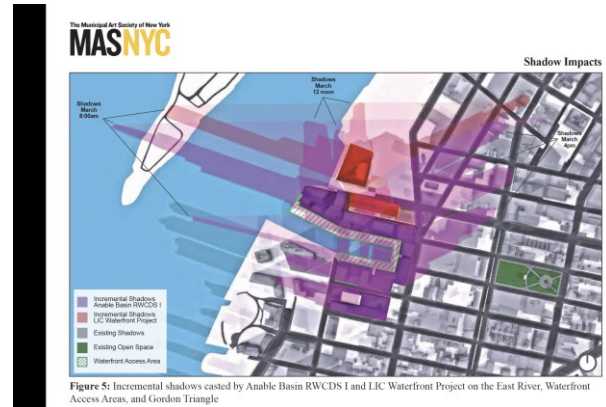 The Municipal Art Society of New York
MASNYC
Shadow Impacts
Shadows
March
8:00am
Shadows
March
12 noon
Shadows
March
4pm
Incremental Shadows
Anable Basin RWCDS I
Incremental Shadows
LIC Waterfront Project
Existing Shadows
Existing Open Space
Waterfront Access Area
Figure 5: Incremental shadows casted by Anable Basin RWCDS I and LIC Waterfront Project on the East River, Waterfront
Access Areas, and Gordon Triangle